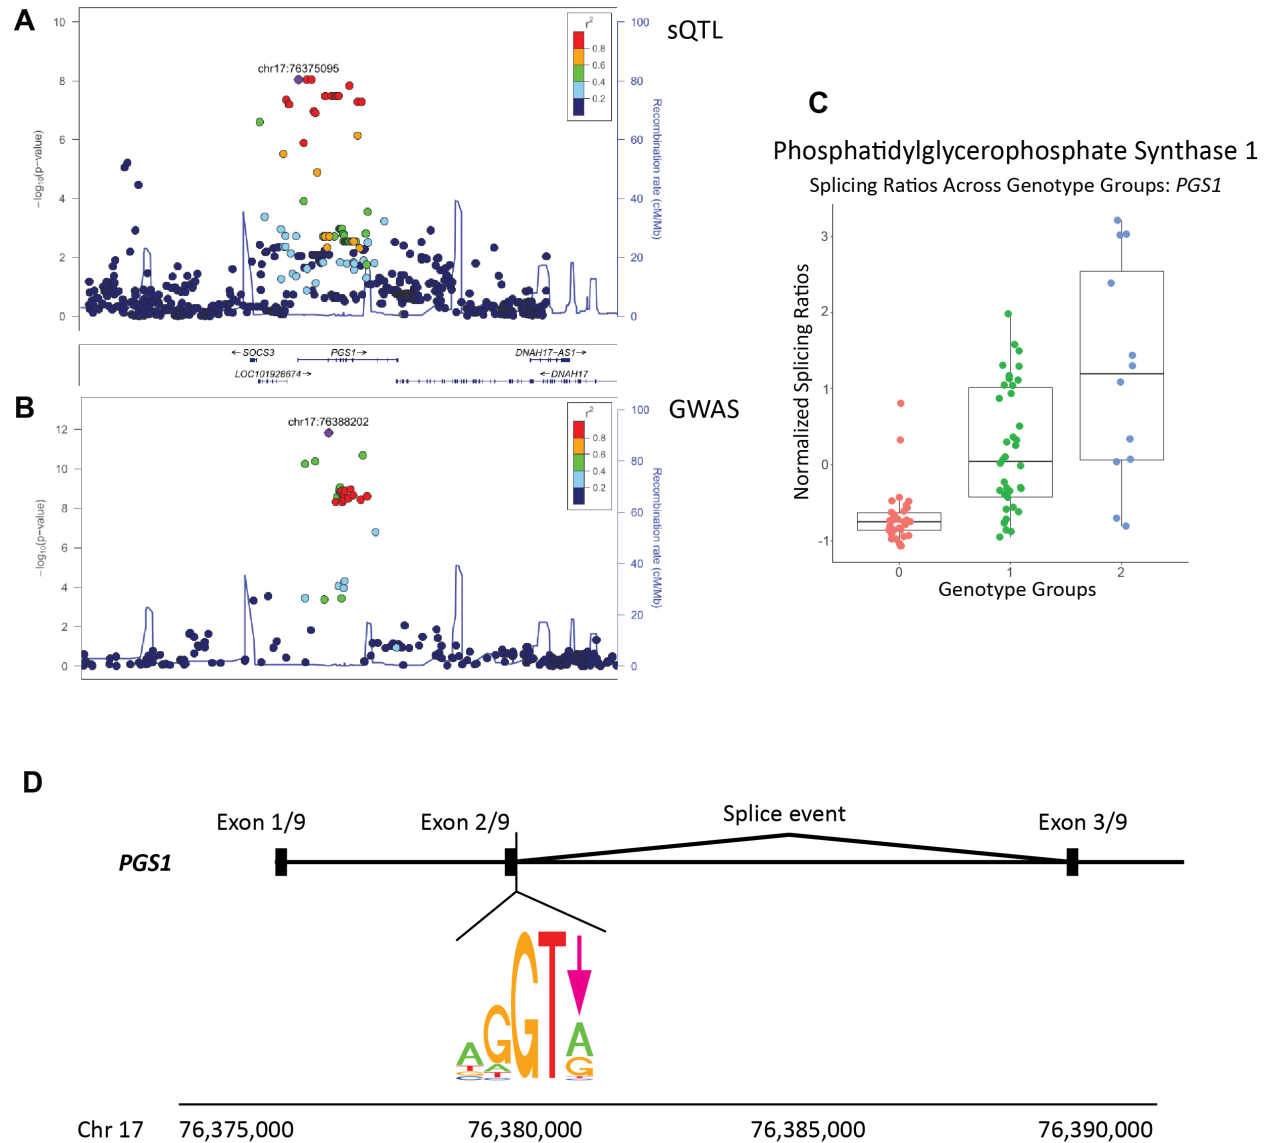 A
sQTL
10
8
6
4
2
0
−log10(p−value)
chr17:76375095
r2
0.8
0.6
0.4
0.2
100
80
60
40
20
0
Recombination rate (cM/Mb)
←SOCS3
PGS1→
DNAH17−AS1→
LOC101928674→
←DNAH17
B
GWAS
12
10
8
6
4
2
0
−log10(p−value)
chr17:76388202
r2
0.8
0.6
0.4
0.2
100
80
60
40
20
0
Recombination rate (cM/Mb)
C
Phosphatidylglycerophosphate Synthase 1
Splicing Ratios Across Genotype Groups: PGS1
Normalized Splicing Ratios
3
2
1
0
-1
0
1
2
Genotype Groups
D
Exon 1/9
Exon 2/9
Splice event
Exon 3/9
PGS1
A G G T A
Chr 17
76,375,000
76,380,000
76,385,000
76,390,000